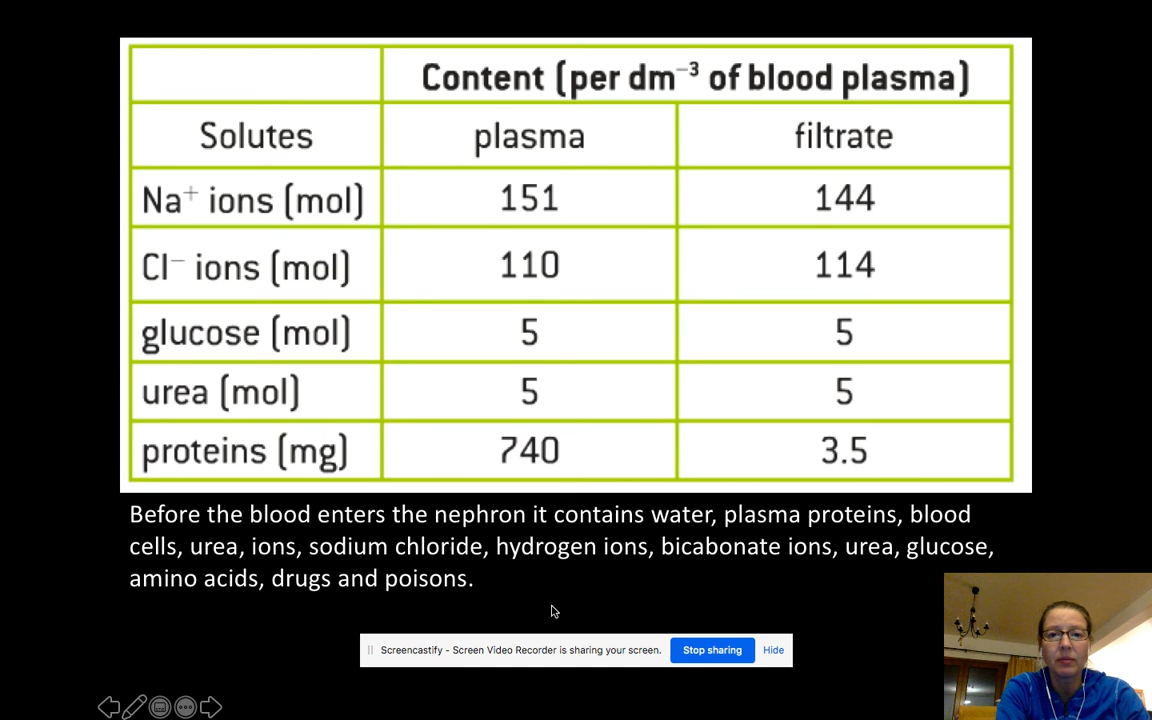 Content (per dm⁻³ of blood plasma)
Solutes plasma filtrate
Na⁺ ions (mol) 151 144
Cl⁻ ions (mol) 110 114
glucose (mol) 5 5
urea (mol) 5 5
proteins (mg) 740 3.5
Before the blood enters the nephron it contains water, plasma proteins, blood
cells, urea, ions, sodium chloride, hydrogen ions, bicabonate ions, urea, glucose,
amino acids, drugs and poisons.
Screencastify - Screen Video Recorder is sharing your screen. Stop sharing Hide